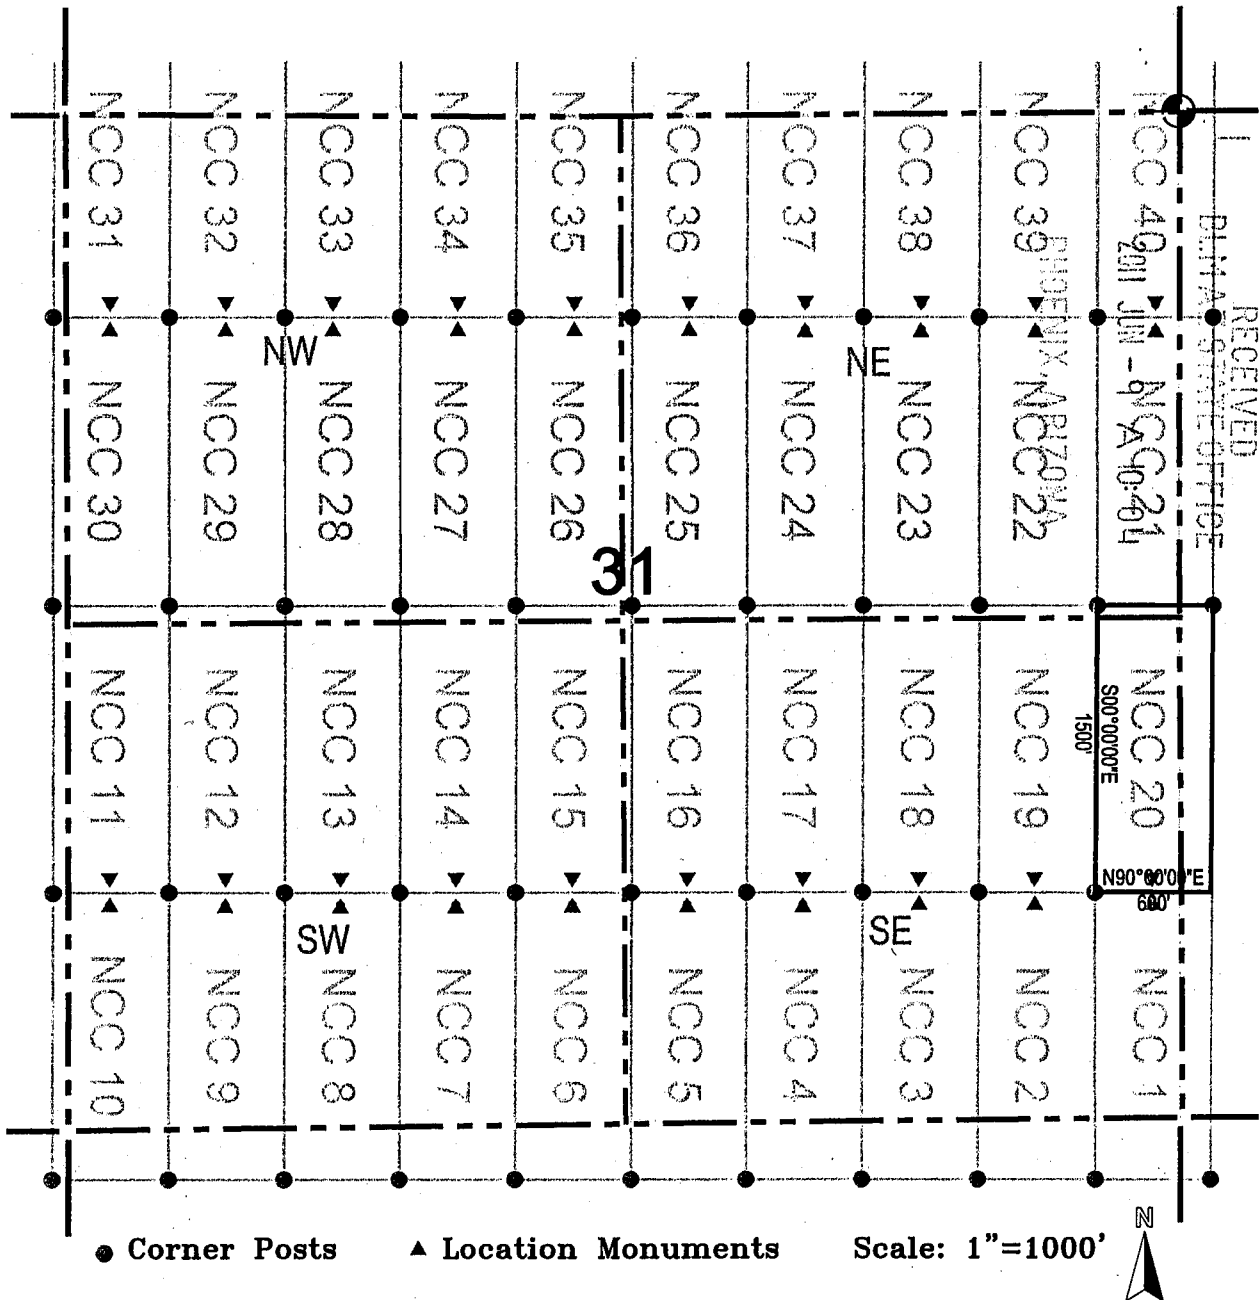 NCC 31
NCC 32
NCC 33
NCC 34
NCC 35
NCC 36
NCC 37
NCC 38
NCC 39
NCC 40
RECEIVED
BLM AZ STATE OFFICE
2011 JUN -9 A 10:04
PHOENIX, ARIZONA
NW
NE
NCC 30
NCC 29
NCC 28
NCC 27
NCC 26
NCC 25
NCC 24
NCC 23
NCC 22
NCC 21
31
NCC 11
NCC 12
NCC 13
NCC 14
NCC 15
NCC 16
NCC 17
NCC 18
NCC 19
NCC 20
S00°00'00"E
1500'
N90°00'00"E
600'
SW
SE
NCC 10
NCC 9
NCC 8
NCC 7
NCC 6
NCC 5
NCC 4
NCC 3
NCC 2
NCC 1
N
Corner Posts
Location Monuments
Scale: 1"=1000'